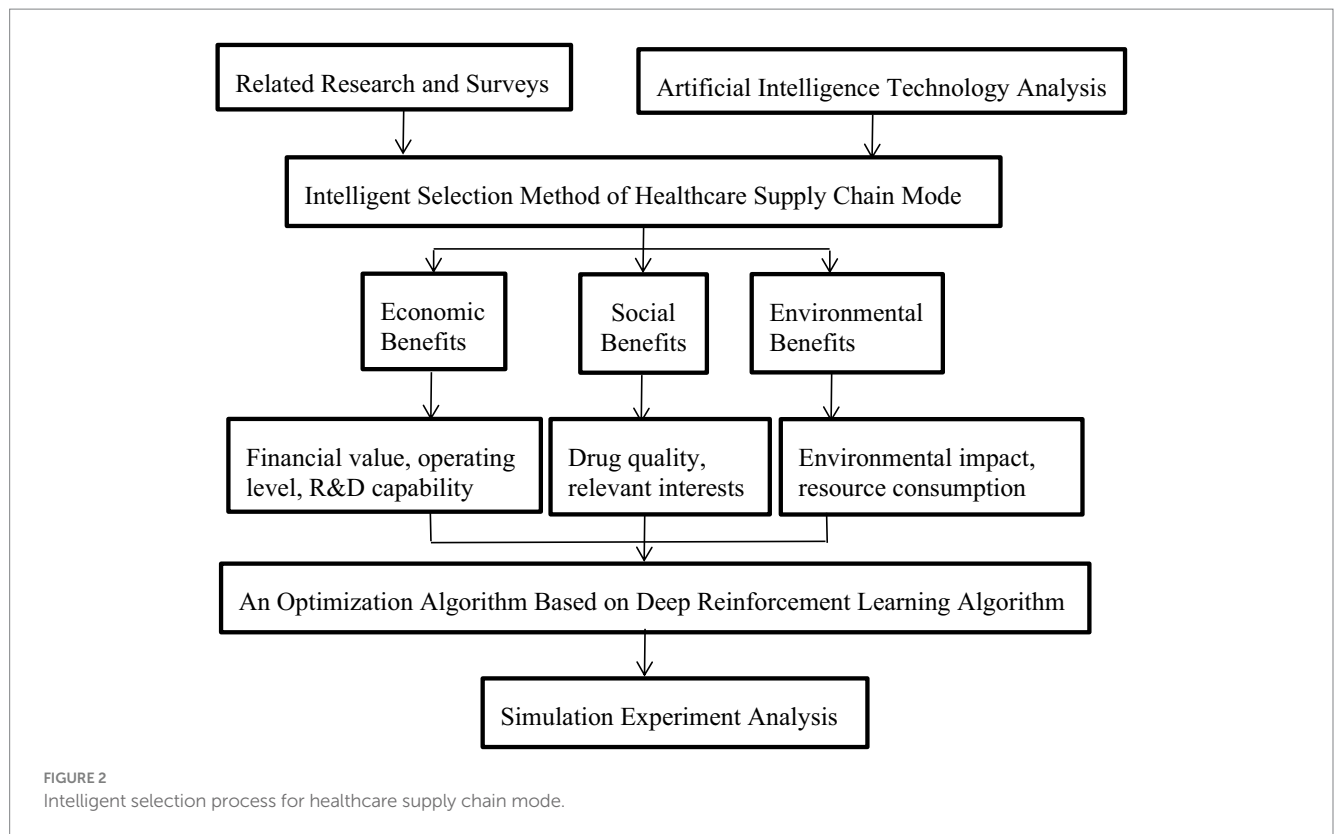 Related Research and Surveys
Artificial Intelligence Technology Analysis
Intelligent Selection Method of Healthcare Supply Chain Mode
Economic
Benefits
Social
Benefits
Environmental
Benefits
Financial value, operating
level, R&D capability
Drug quality,
relevant interests
Environmental impact,
resource consumption
An Optimization Algorithm Based on Deep Reinforcement Learning Algorithm
Simulation Experiment Analysis
FIGURE 2
Intelligent selection process for healthcare supply chain mode.